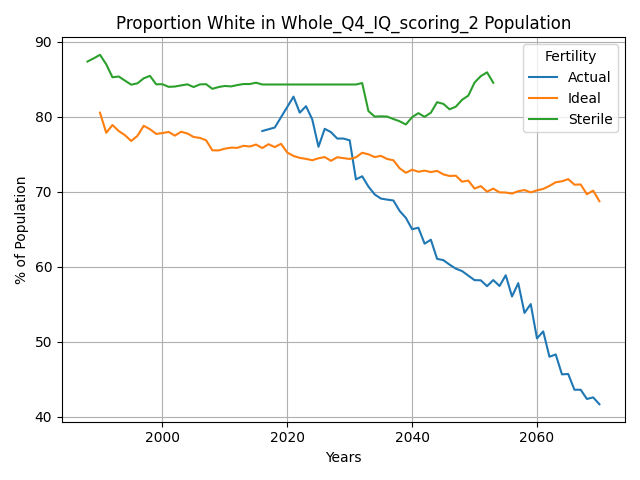 Proportion White in Whole_Q4_IQ_scoring_2 Population
% of Population
90
80
70
60
50
40
Fertility
Actual
Ideal
Sterile
2000
2020
2040
2060
Years